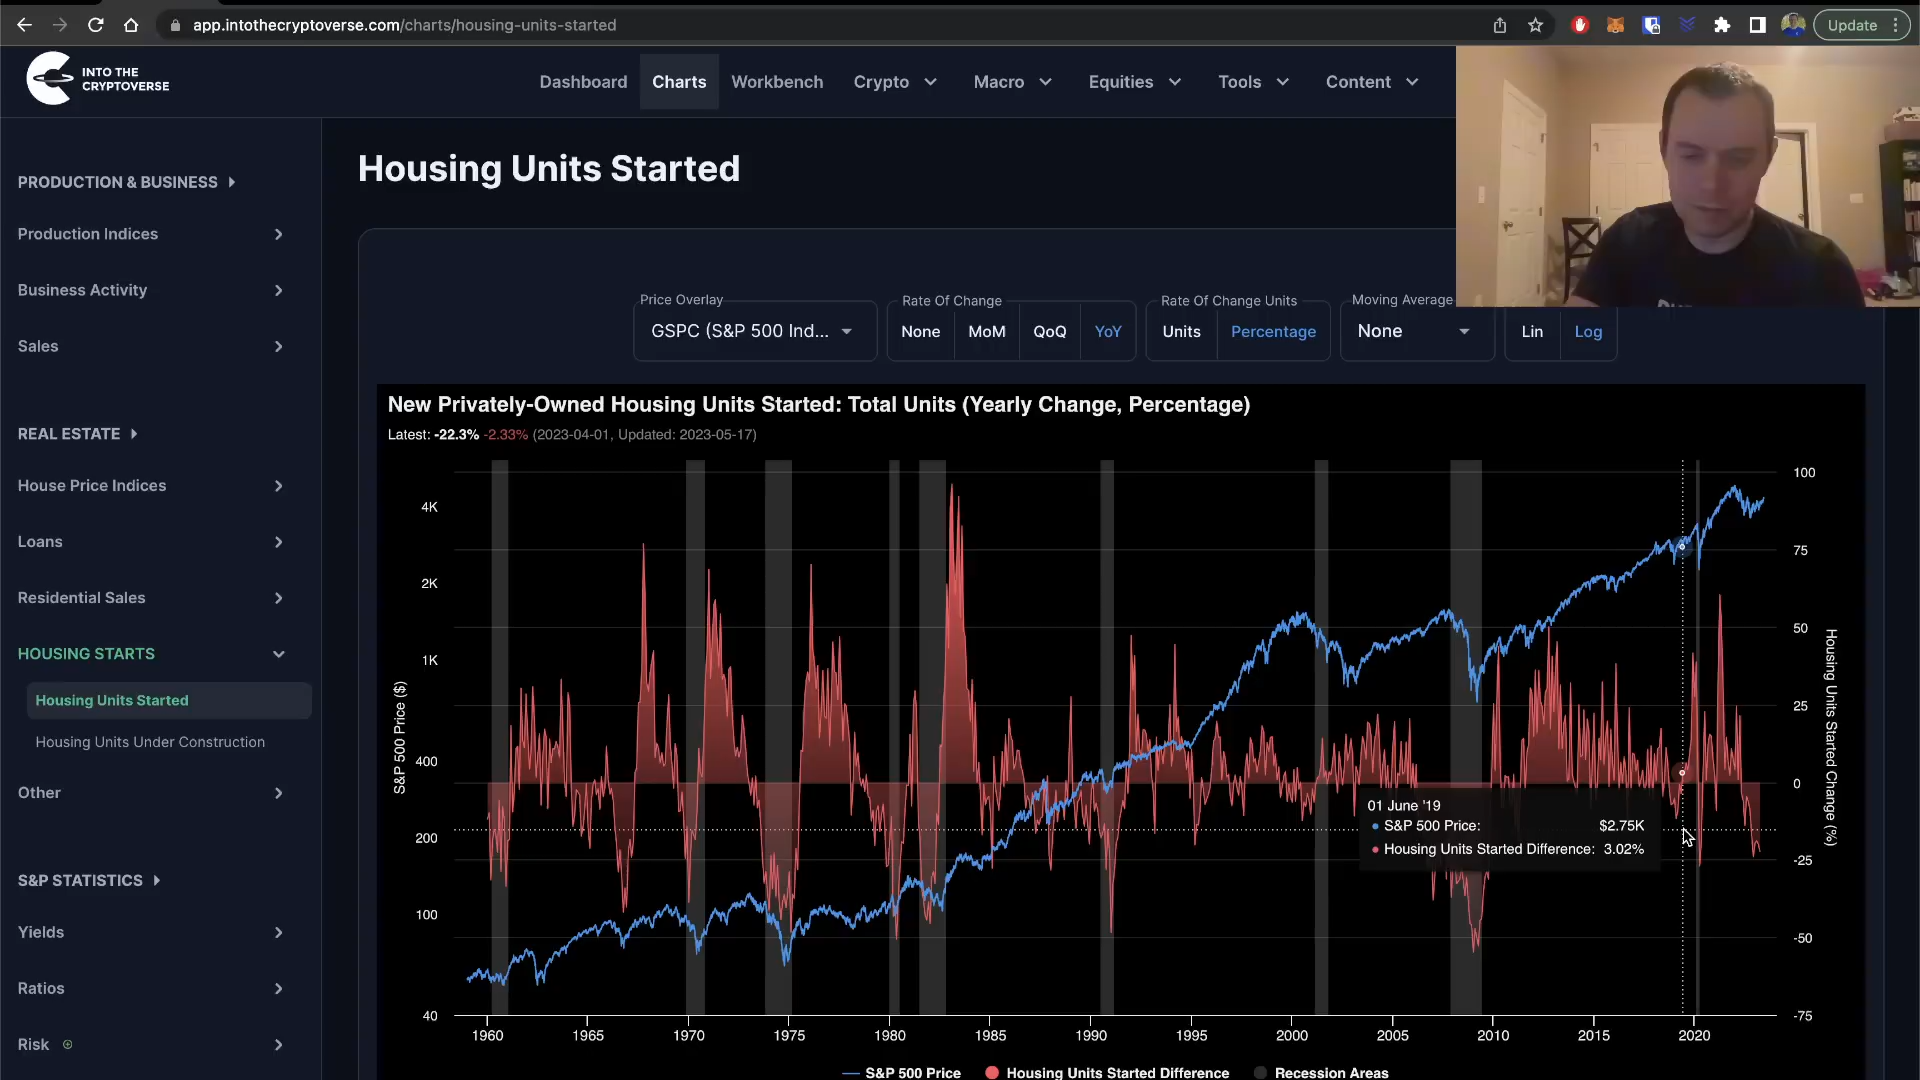 app.intothecryptoverse.com/charts/housing-units-started
Update
INTO THE
CRYPTOVERSE
Dashboard
Charts
Workbench
Crypto
Macro
Equities
Tools
Content
PRODUCTION & BUSINESS
Production Indices
Business Activity
Sales
REAL ESTATE
House Price Indices
Loans
Residential Sales
HOUSING STARTS
Housing Units Started
Housing Units Under Construction
Other
S&P STATISTICS
Yields
Ratios
Risk
Housing Units Started
Price Overlay
GSPC (S&P 500 Ind...
Rate Of Change
None
MoM
QoQ
YoY
Rate Of Change Units
Units
Percentage
Moving Average
None
Lin
Log
New Privately-Owned Housing Units Started: Total Units (Yearly Change, Percentage)
Latest: -22.3% -2.33% (2023-04-01, Updated: 2023-05-17)
4K
2K
1K
400
200
100
40
S&P 500 Price ($)
100
75
50
25
0
-25
-50
-75
Housing Units Started Change (%)
01 June '19
S&P 500 Price: $2.75K
Housing Units Started Difference: 3.02%
1960
1965
1970
1975
1980
1985
1990
1995
2000
2005
2010
2015
2020
S&P 500 Price
Housing Units Started Difference
Recession Areas